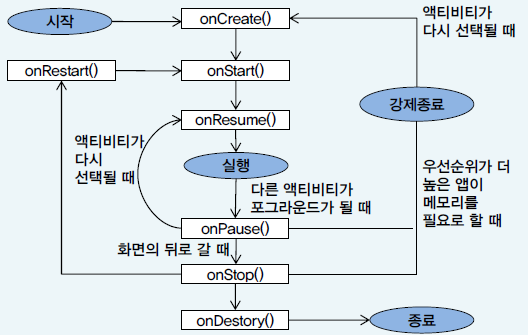 시작
onCreate()
액티비티가
다시 선택될 때
onRestart()
onStart()
강제종료
onResume()
액티비티가
다시
선택될 때
실행
우선순위가 더
높은 앱이
메모리를
필요로 할 때
다른 액티비티가
포그라운드가 될 때
onPause()
화면의 뒤로 갈 때
onStop()
onDestory()
종료